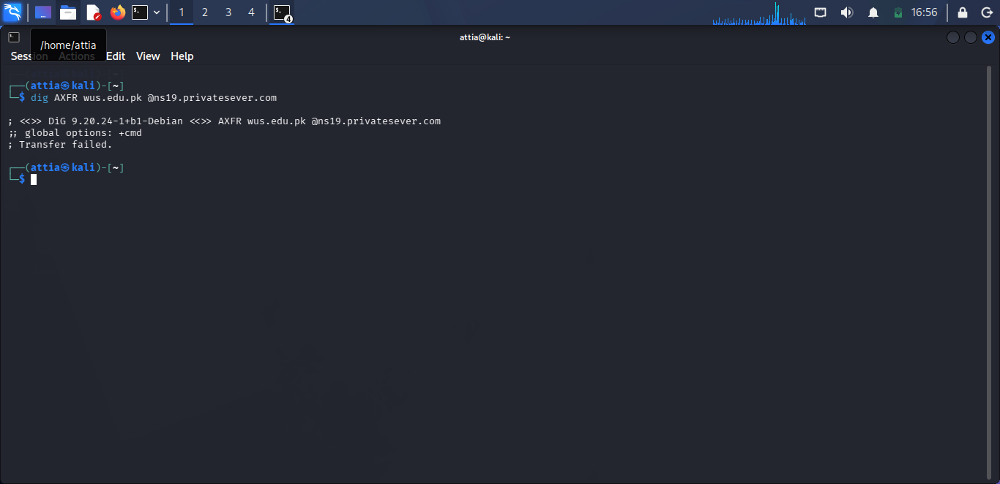 1 2 3 4 4 16:56
attia@kali: ~
/home/attia
Session Actions Edit View Help
┌──(attia㉿kali)-[~]
└─$ dig AXFR wus.edu.pk @ns19.privatesever.com
; <<>> DiG 9.20.24-1+b1-Debian <<>> AXFR wus.edu.pk @ns19.privatesever.com
;; global options: +cmd
; Transfer failed.
┌──(attia㉿kali)-[~]
└─$